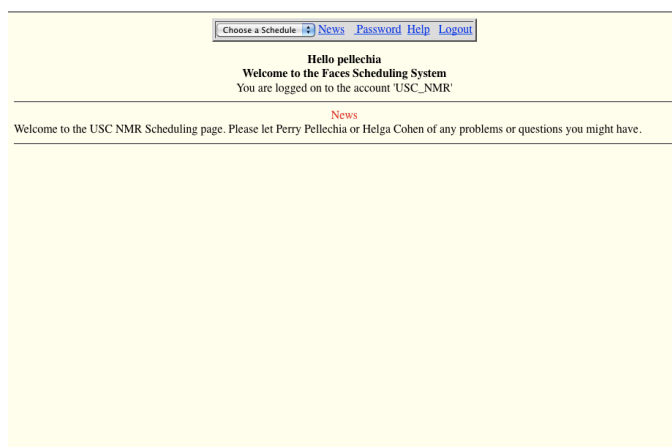 Choose a Schedule News Password Help Logout
Hello pellechia
Welcome to the Faces Scheduling System
You are logged on to the account 'USC_NMR'
News
Welcome to the USC NMR Scheduling page. Please let Perry Pellechia or Helga Cohen of any problems or questions you might have.